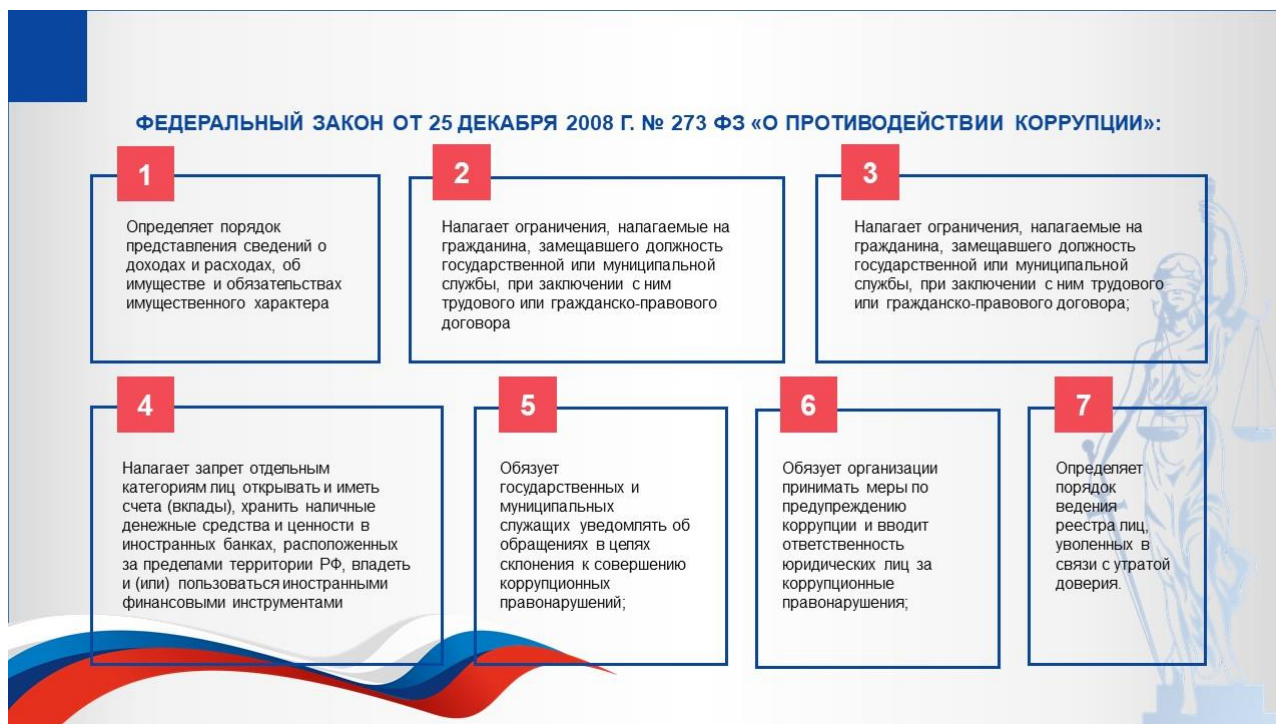 ФЕДЕРАЛЬНЫЙ ЗАКОН ОТ 25 ДЕКАБРЯ 2008 Г. № 273 ФЗ «О ПРОТИВОДЕЙСТВИИ КОРРУПЦИИ»:
1
Определяет порядок
представления сведений о
доходах и расходах, об
имуществе и обязательствах
имущественного характера
2
Налагает ограничения, налагаемые на
гражданина, замещавшего должность
государственной или муниципальной
службы, при заключении с ним
трудового или гражданско-правового
договора
3
Налагает ограничения, налагаемые на
гражданина, замещавшего должность
государственной или муниципальной
службы, при заключении с ним трудового
или гражданско-правового договора;
4
Налагает запрет отдельным
категориям лиц открывать и иметь
счета (вклады), хранить наличные
денежные средства и ценности в
иностранных банках, расположенных
за пределами территории РФ, владеть
и (или) пользоваться иностранными
финансовыми инструментами
5
Обязует
государственных и
муниципальных
служащих уведомлять об
обращениях в целях
склонения к совершению
коррупционных
правонарушений;
6
Обязует организации
принимать меры по
предупреждению
коррупции и вводит
ответственность
юридических лиц за
коррупционные
правонарушения;
7
Определяет
порядок
ведения
реестра лиц,
уволенных в
связи с утратой
доверия.